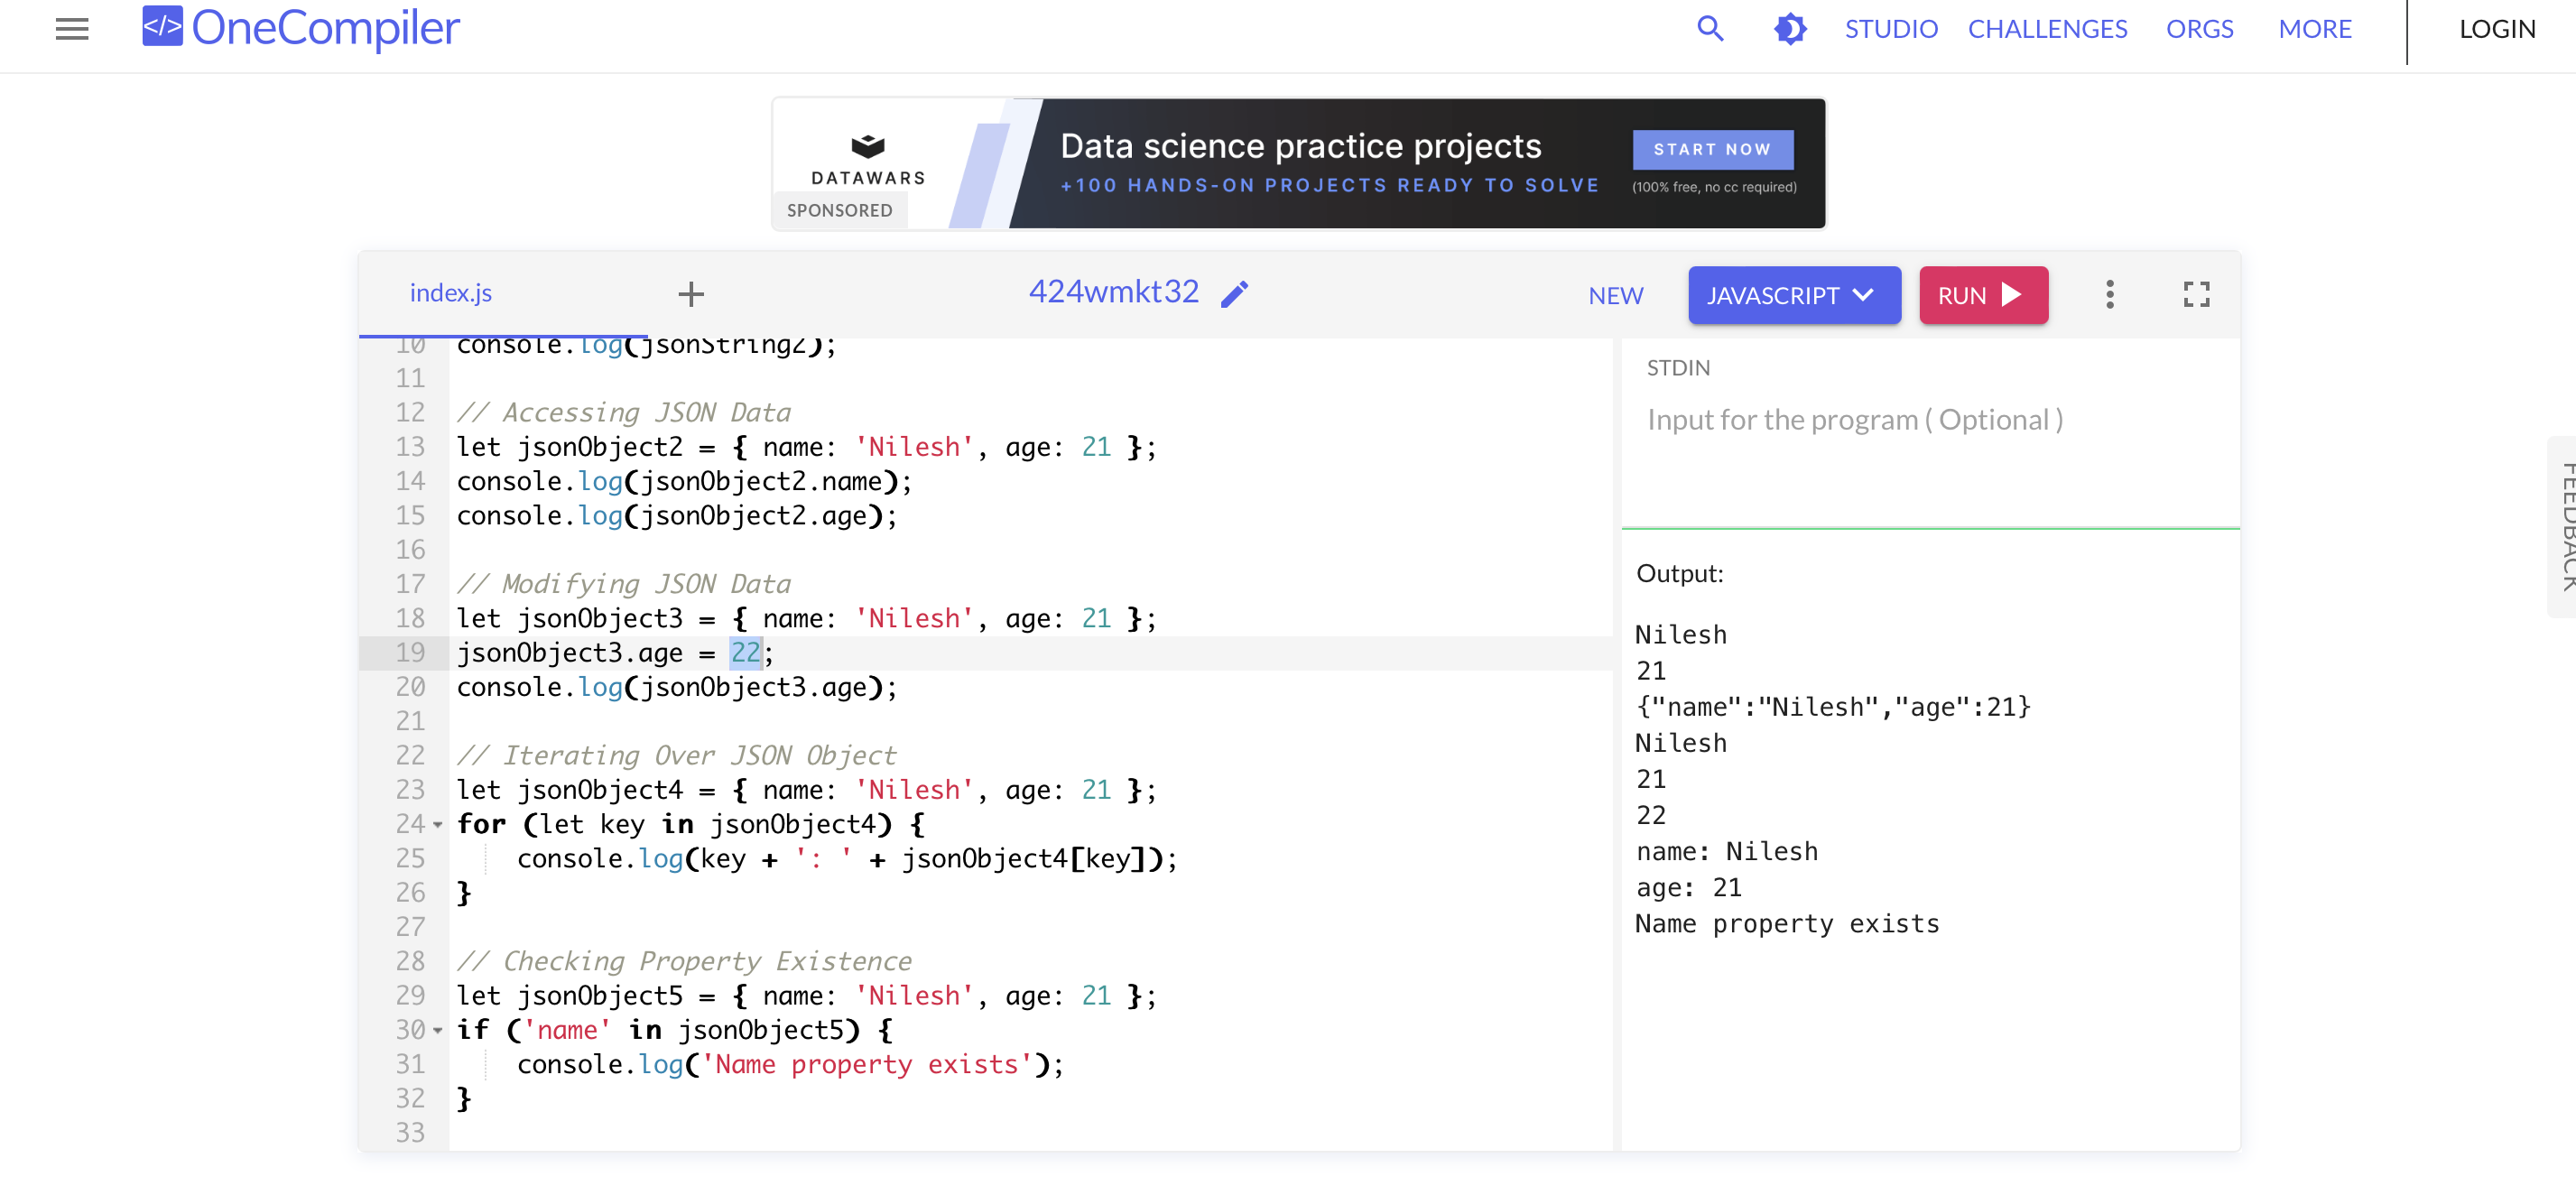 </> OneCompiler
STUDIO CHALLENGES ORGS MORE LOGIN
DATAWARS
SPONSORED
Data science practice projects
+100 HANDS-ON PROJECTS READY TO SOLVE
START NOW
(100% free, no cc required)
index.js
424wmkt32
NEW
JAVASCRIPT
RUN
10 console.log(jsonString2);
11
12 // Accessing JSON Data
13 let jsonObject2 = { name: 'Nilesh', age: 21 };
14 console.log(jsonObject2.name);
15 console.log(jsonObject2.age);
16
17 // Modifying JSON Data
18 let jsonObject3 = { name: 'Nilesh', age: 21 };
19 jsonObject3.age = 22;
20 console.log(jsonObject3.age);
21
22 // Iterating Over JSON Object
23 let jsonObject4 = { name: 'Nilesh', age: 21 };
24 for (let key in jsonObject4) {
25 console.log(key + ': ' + jsonObject4[key]);
26 }
27
28 // Checking Property Existence
29 let jsonObject5 = { name: 'Nilesh', age: 21 };
30 if ('name' in jsonObject5) {
31 console.log('Name property exists');
32 }
33
STDIN
Input for the program ( Optional )
Output:
Nilesh
21
{"name":"Nilesh","age":21}
Nilesh
21
22
name: Nilesh
age: 21
Name property exists
FEEDBACK